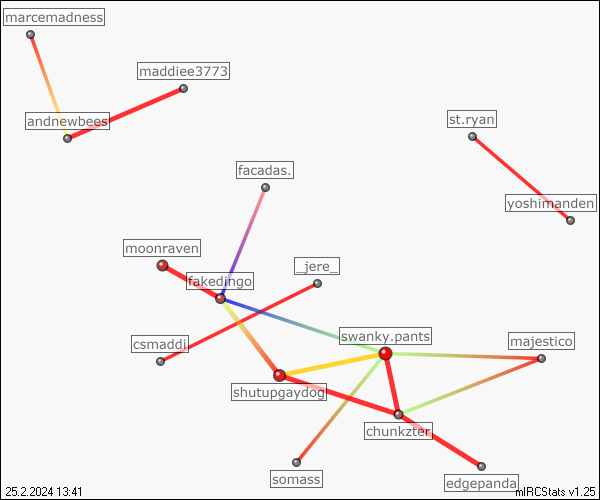 marcemadness
maddiee3773
andnewbees
st.ryan
facadas.
yoshimanden
moonraven
_jere_
fakedingo
swanky.pants
csmaddi
majestico
shutupgaydog
chunkzter
somass
edgepanda
25.2.2024 13:41
mIRCStats v1.25